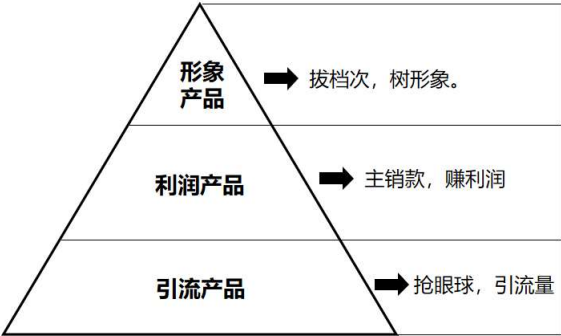 形象
产品
拔档次，树形象。
利润产品
主销款，赚利润
引流产品
抢眼球，引流量